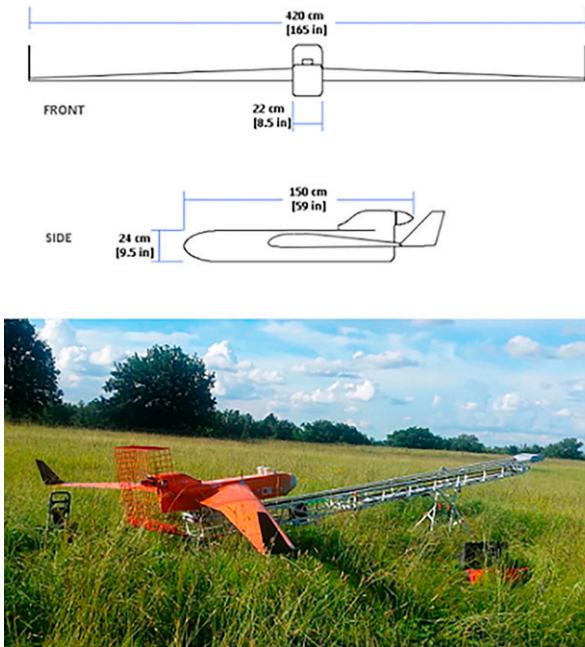 420 cm
[165 in]
FRONT
22 cm
[8.5 in]
150 cm
[59 in]
SIDE
24 cm
[9.5 in]